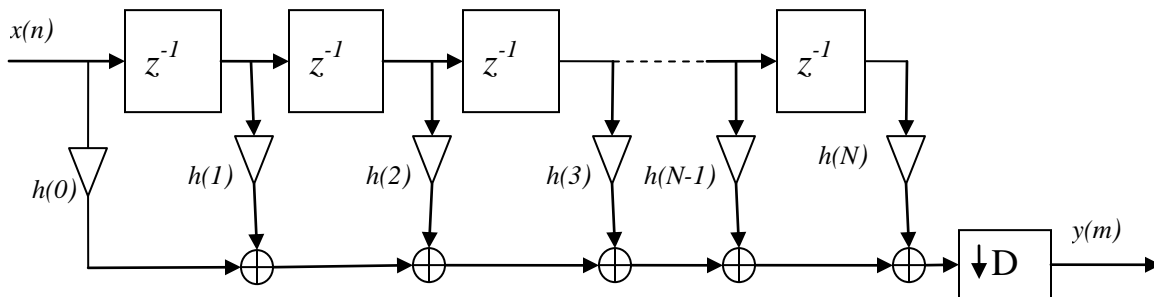 x(n)
z⁻¹ z⁻¹ z⁻¹ z⁻¹
h(0) h(1) h(2) h(3) h(N-1) h(N)
↓D
y(m)